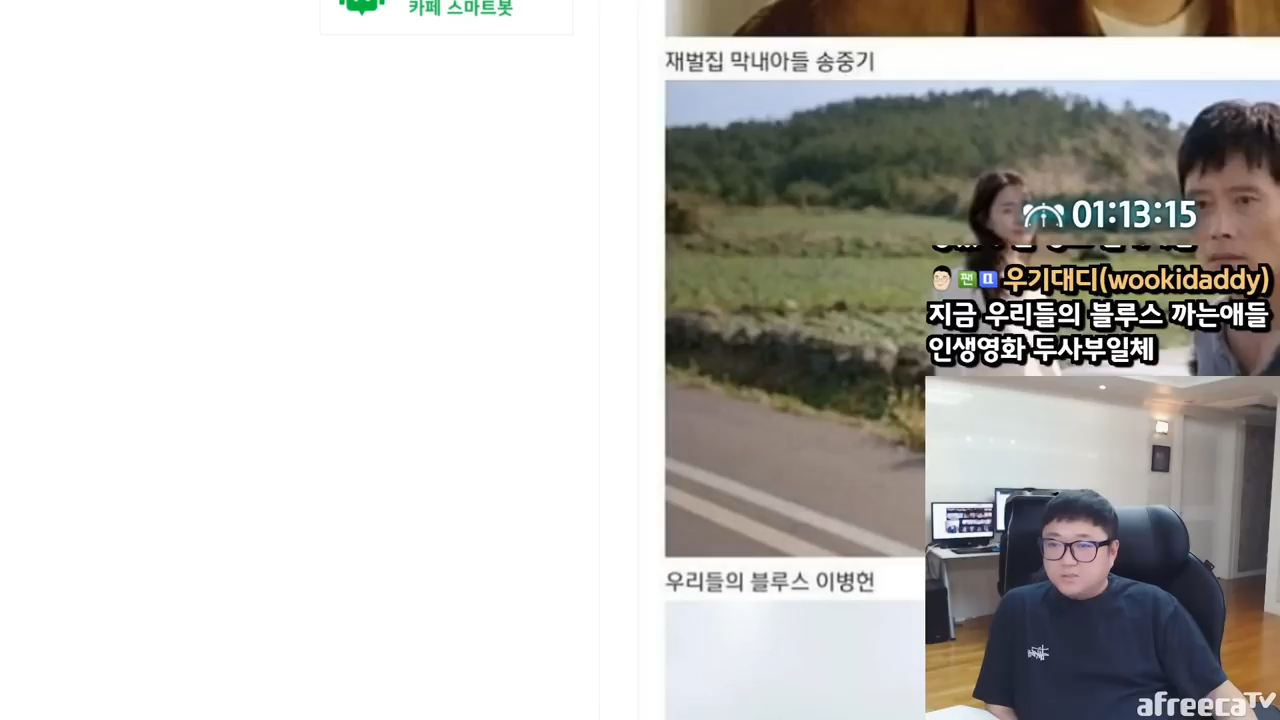 카페 스마트봇
재벌집 막내아들 송중기
01:13:15
우기대디(wookidaddy)
지금 우리들의 블루스 까는애들
인생영화 두사부일체
우리들의 블루스 이병헌
afreecaTV